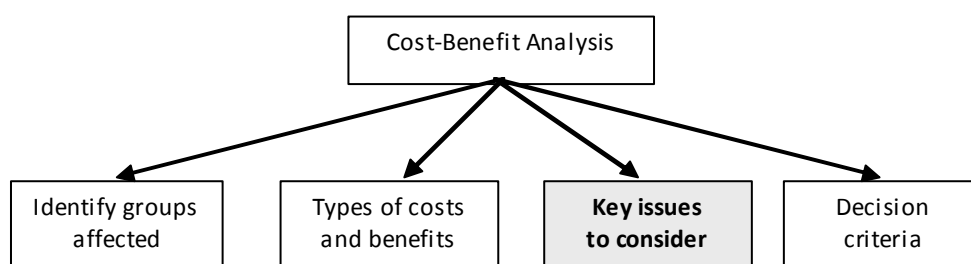 Cost-Benefit Analysis
Identify groups
affected
Types of costs
and benefits
Key issues
to consider
Decision
criteria